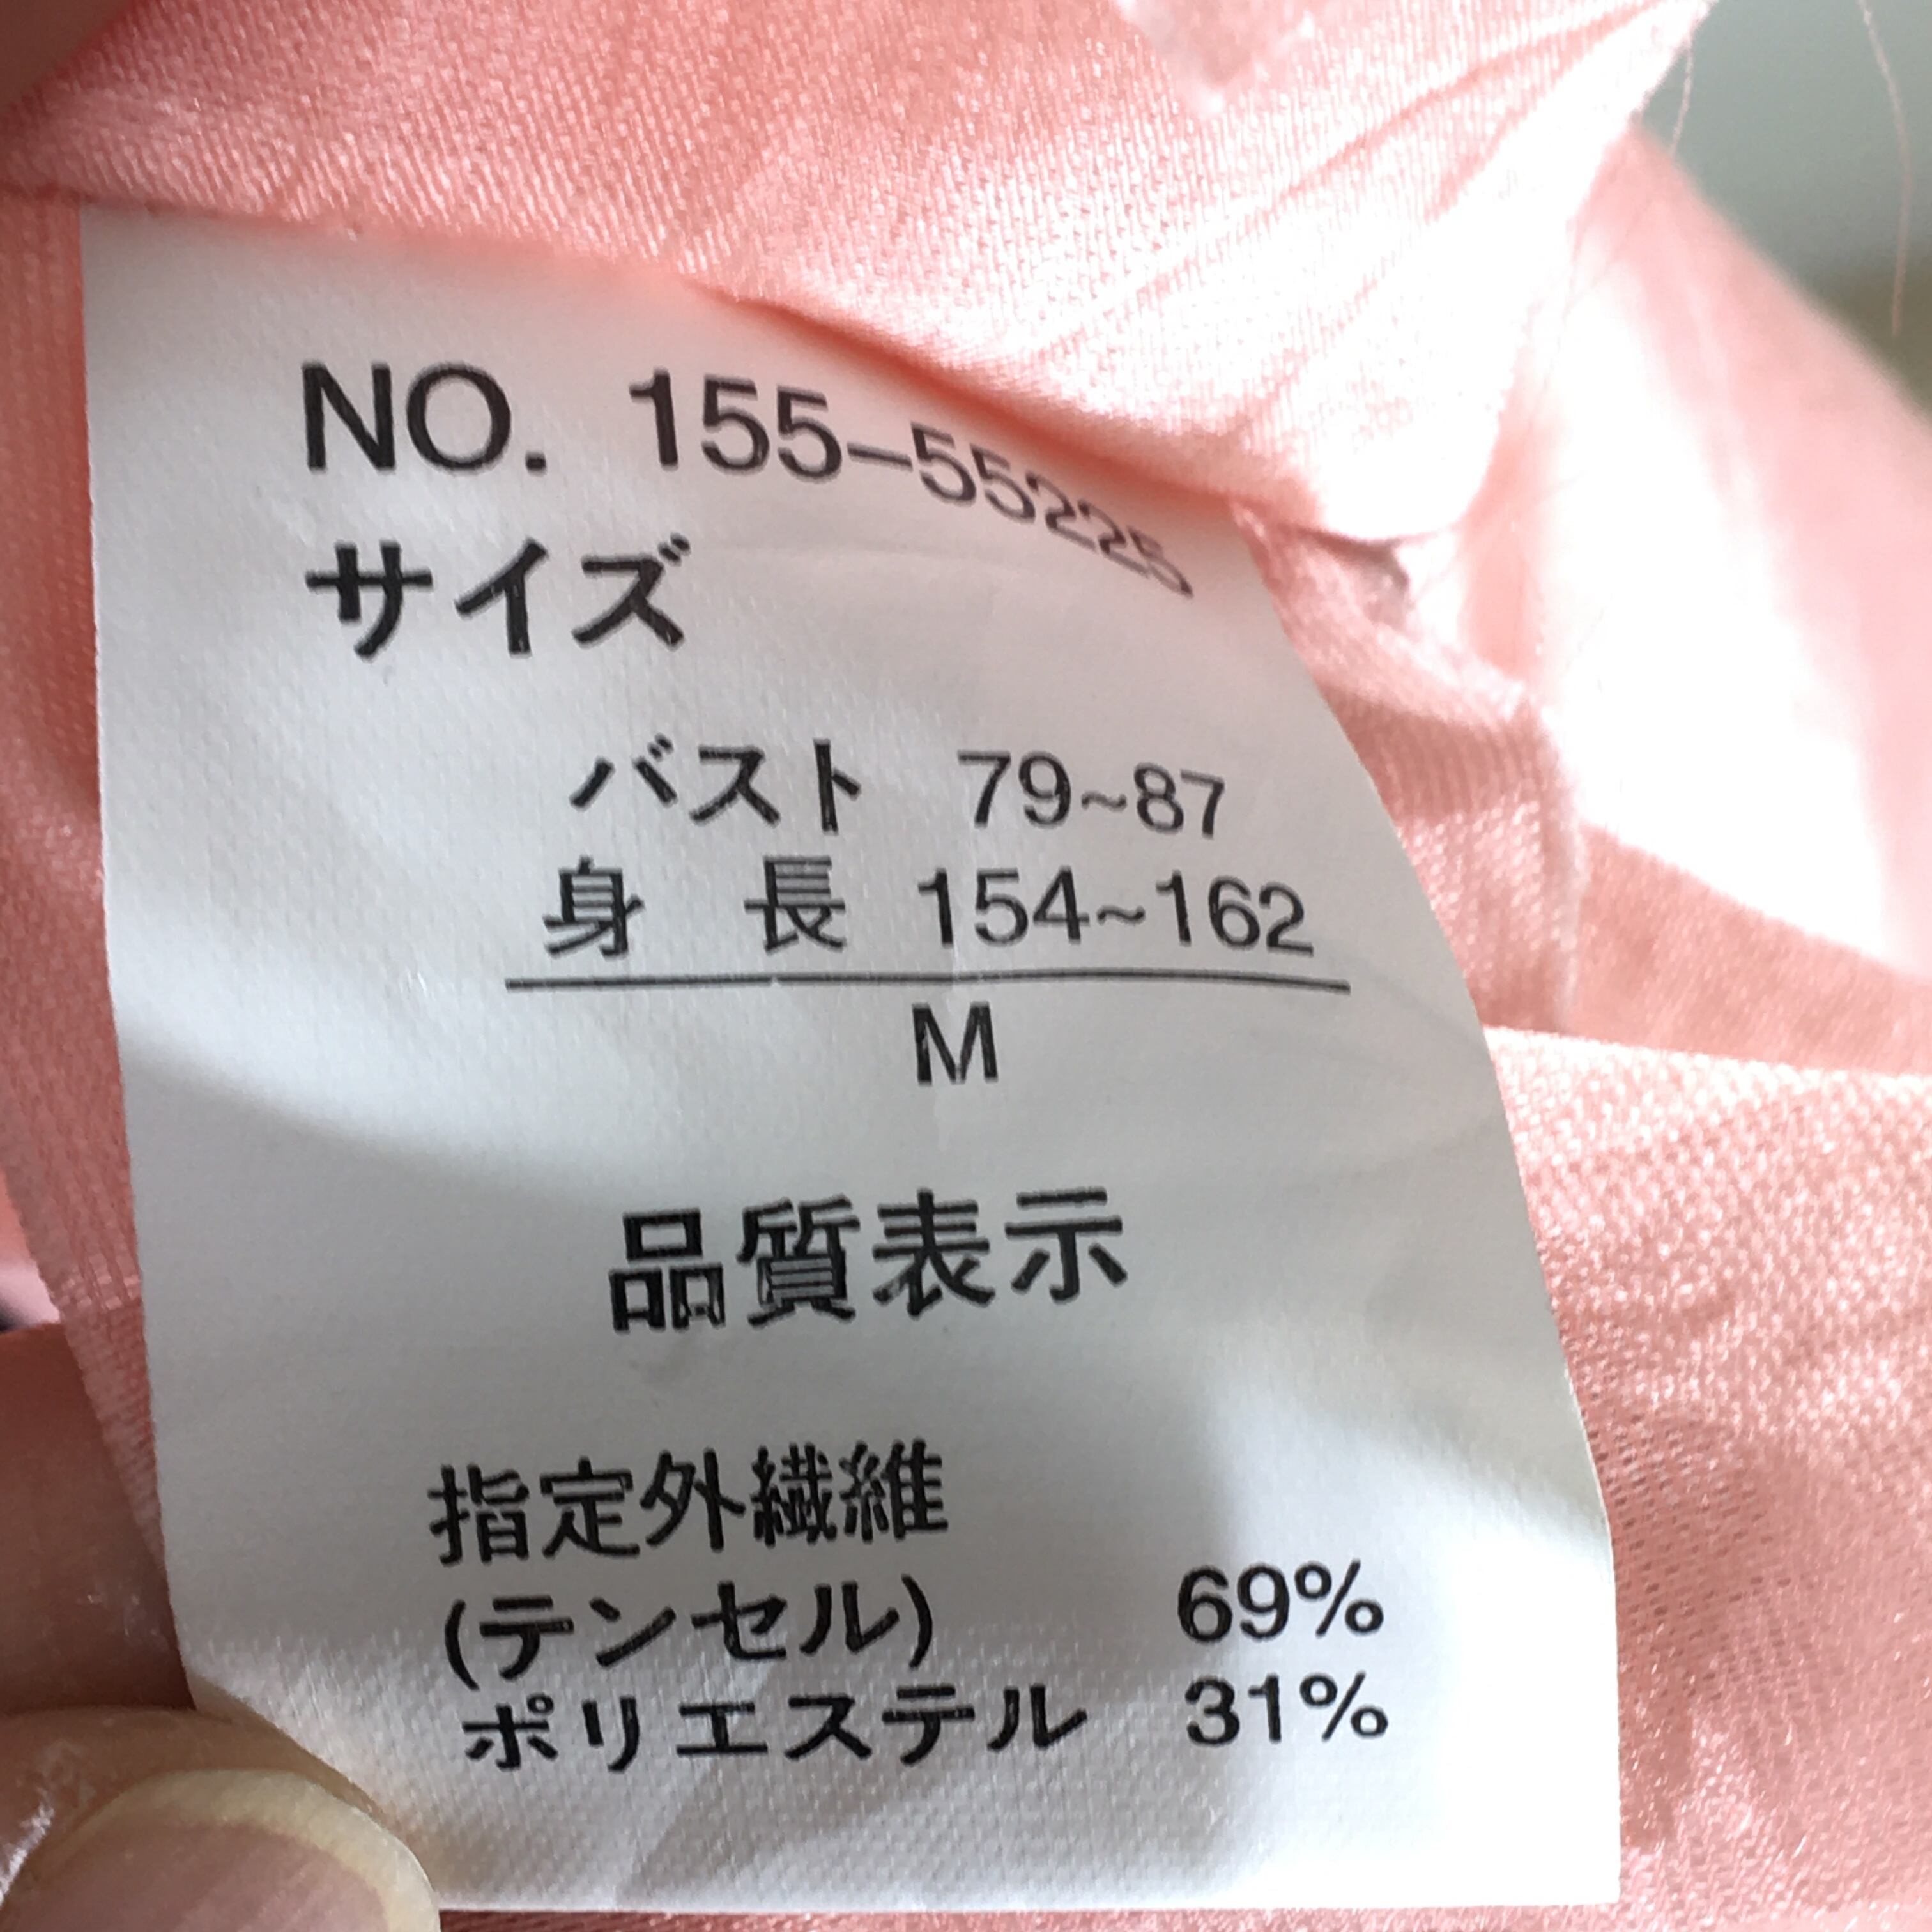 NO. 155-55225
サイズ
バスト 79~87
身 長 154~162
M
品質表示
指定外繊維
(テンセル) 69%
ポリエステル 31%